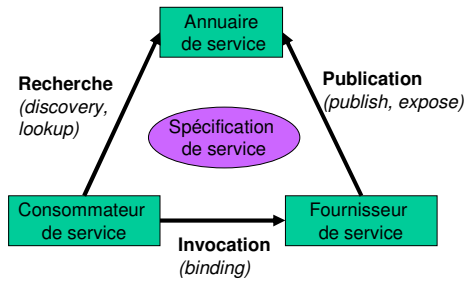 Annuaire
de service
Recherche
(discovery,
lookup)
Publication
(publish, expose)
Spécification
de service
Consommateur
de service
Fournisseur
de service
Invocation
(binding)